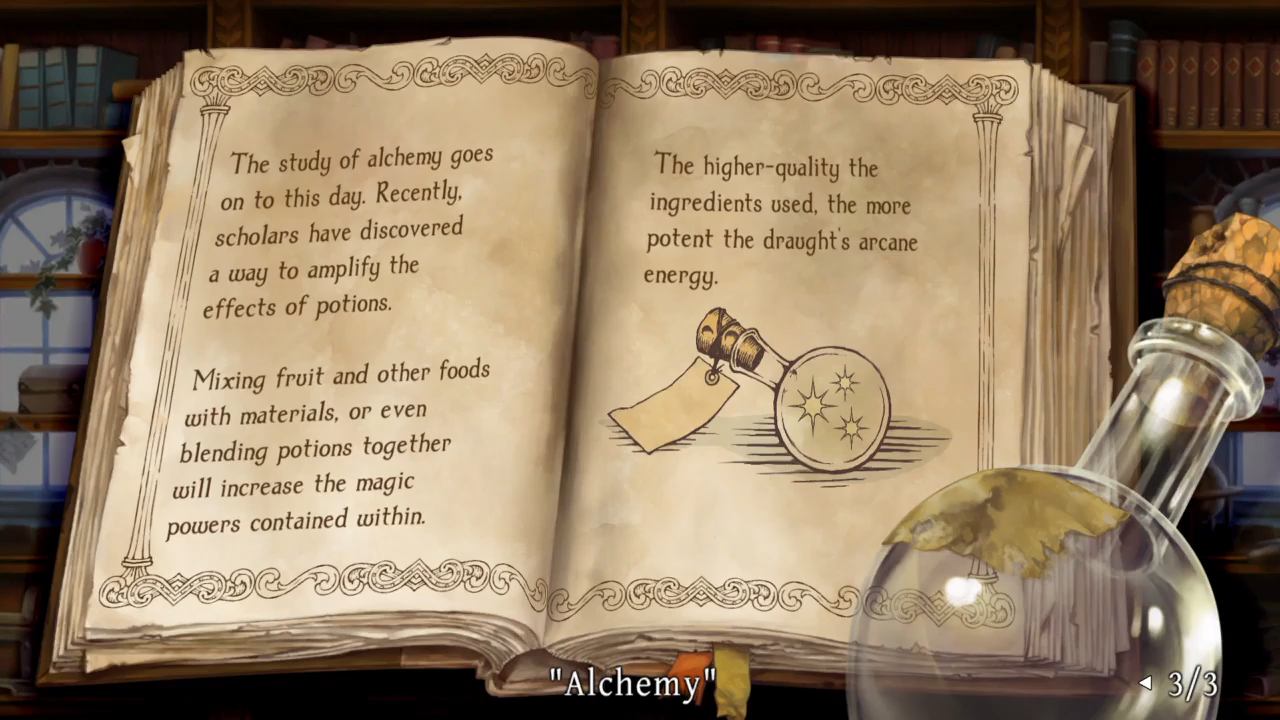 The study of alchemy goes
on to this day. Recently,
scholars have discovered
a way to amplify the
effects of potions.
Mixing fruit and other foods
with materials, or even
blending potions together
will increase the magic
powers contained within.
The higher-quality the
ingredients used, the more
potent the draught's arcane
energy.
"Alchemy"
◄ 3/3